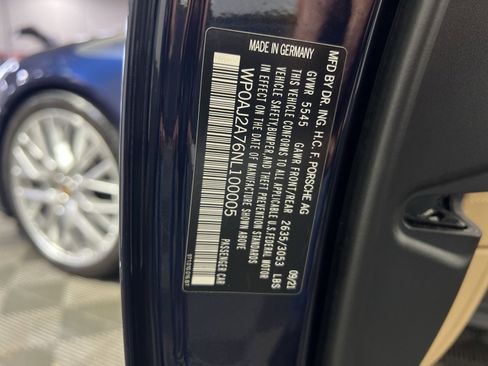 MADE IN GERMANY
MFD BY DR. ING. H.C. F. PORSCHE AG
09/21
GVWR 5545 GAWR FRONT/REAR 2635/3053 LBS
THIS VEHICLE CONFORMS TO ALL APPLICABLE U.S.FEDERAL MOTOR
VEHICLE SAFETY,BUMPER,AND THEFT PREVENTION STANDARDS
IN EFFECT ON THE DATE OF MANUFACTURE SHOWN ABOVE
WP0AJ2A76NL100005
PASSENGER CAR